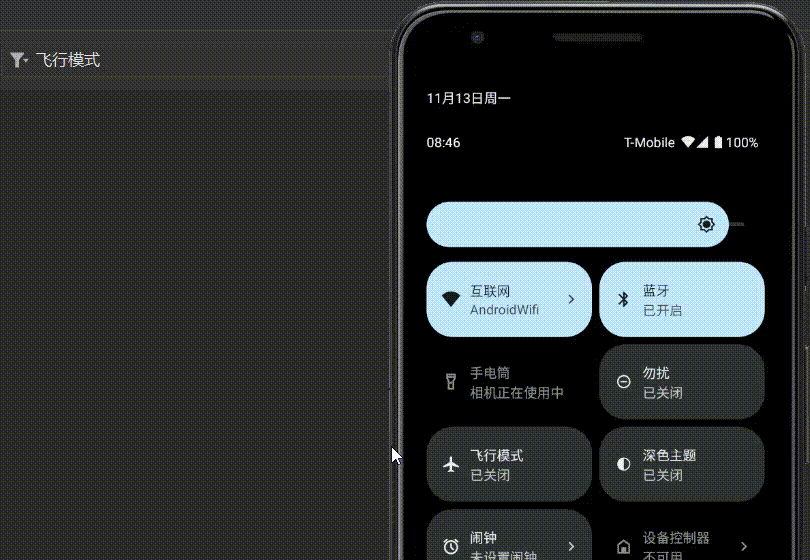 飞行模式
11月13日周一
08:46
T-Mobile 100%
互联网
AndroidWifi
蓝牙
已开启
手电筒
相机正在使用中
勿扰
已关闭
飞行模式
已关闭
深色主题
已关闭
闹钟
未设置闹钟
设备控制器
不可用